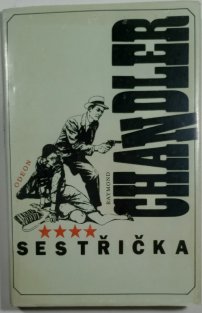 ODEON
RAYMOND
CHANDLER
SESTŘIČKA